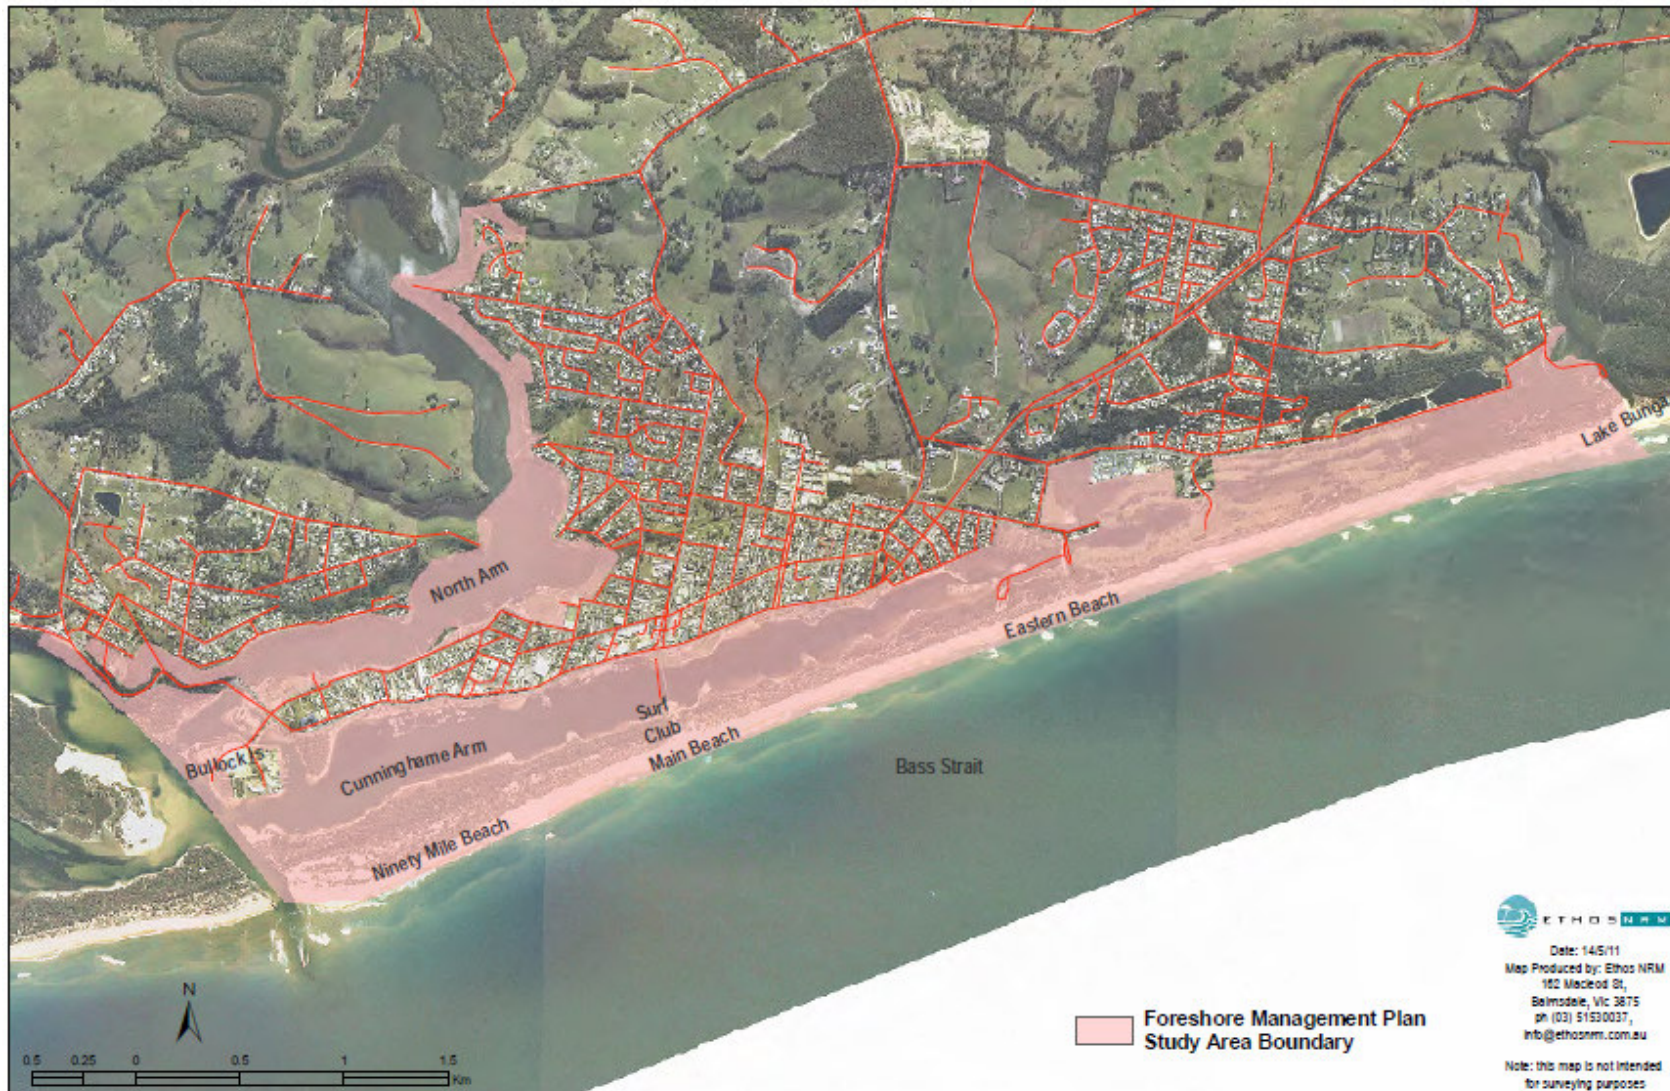 North Arm
Lake Bunga
Eastern Beach
Surf
Club
Main Beach
Bullock Is
Cunninghame Arm
Bass Strait
Ninety Mile Beach
N
0.5 0.25 0 0.5 1 1.5
Km
Foreshore Management Plan
Study Area Boundary
ETHOS NRM
Date: 14/5/11
Map Produced by: Ethos NRM
162 Macleod St,
Bairnsdale, Vic 3875
ph (03) 51530037,
info@ethosnrm.com.au
Note: this map is not intended
for surveying purposes